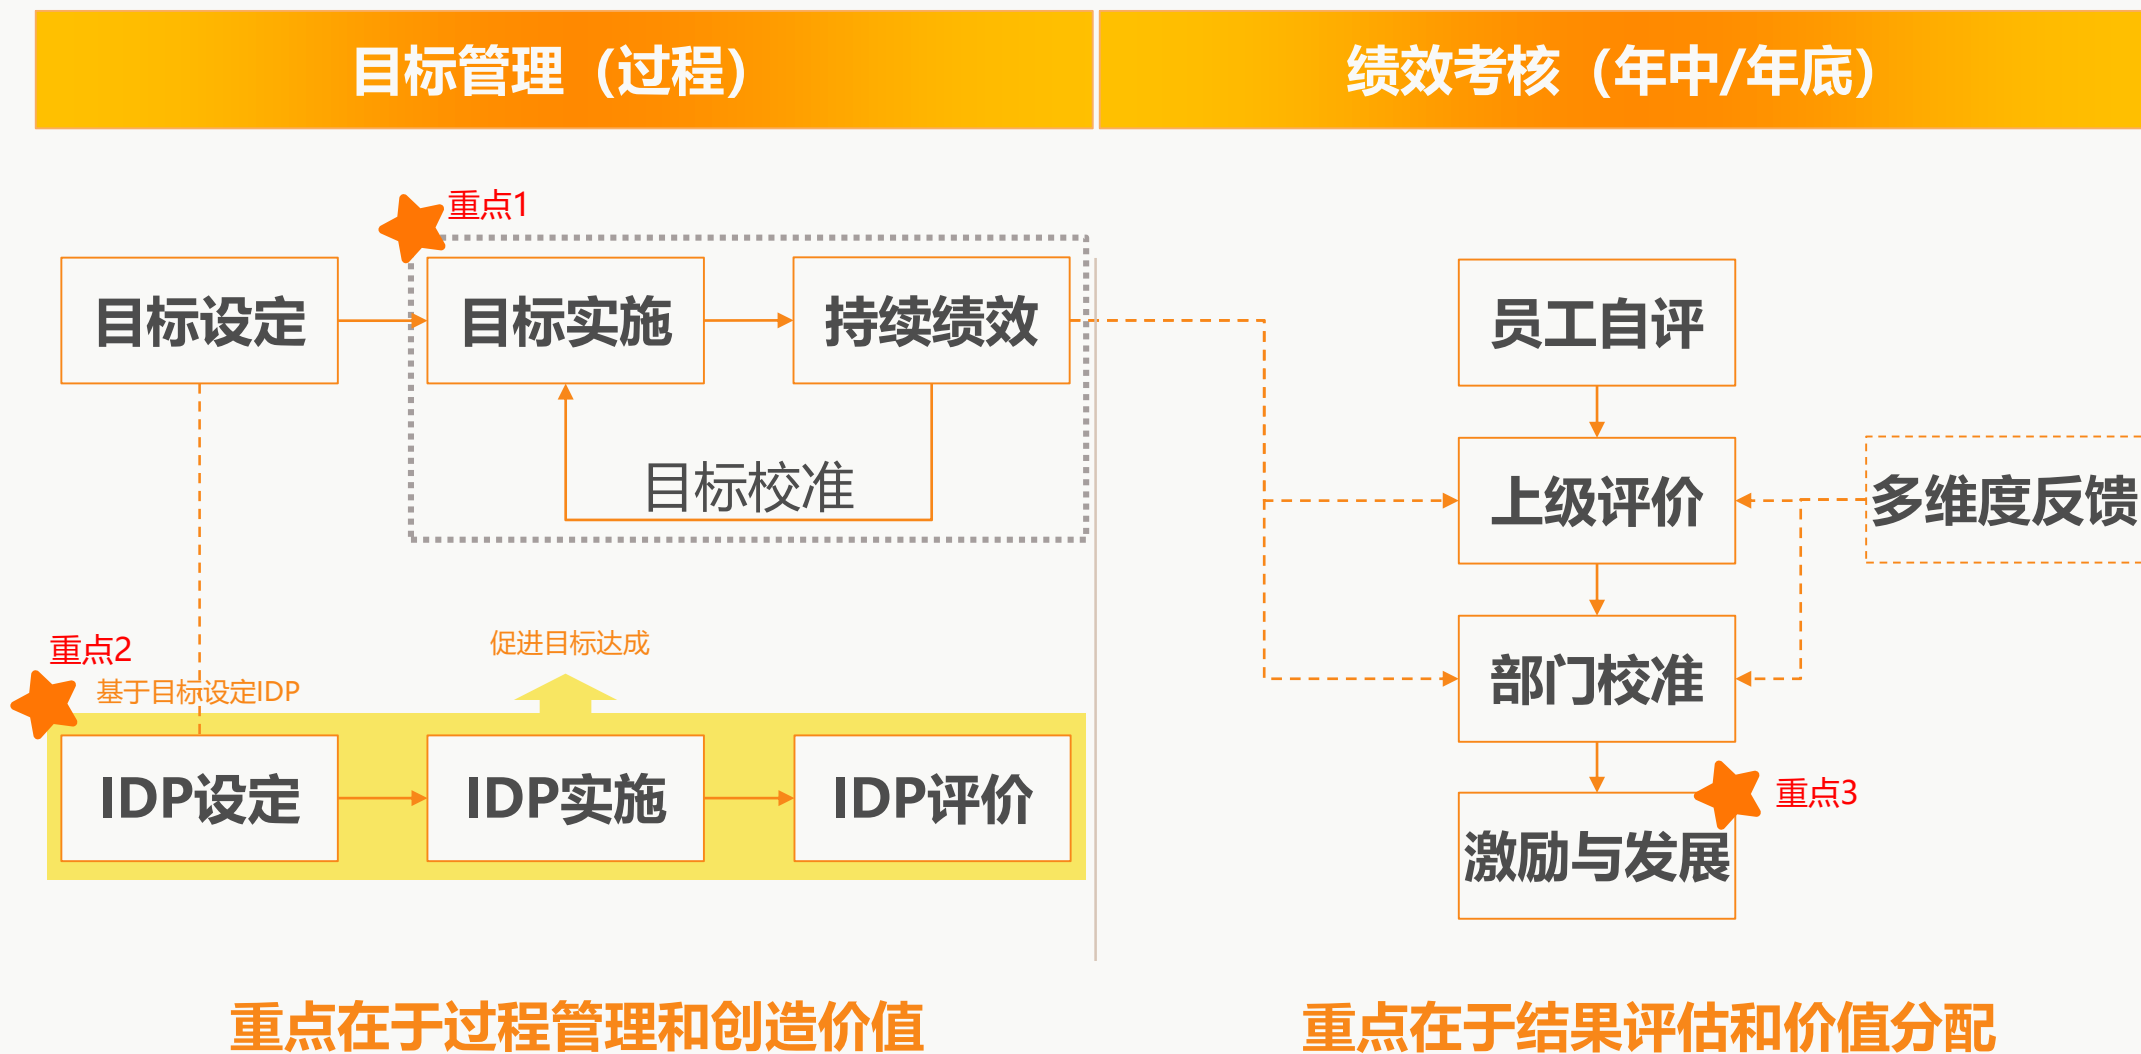 目标管理（过程）
绩效考核（年中/年底）
重点1
目标设定
目标实施
持续绩效
目标校准
重点2
基于目标设定IDP
促进目标达成
IDP设定
IDP实施
IDP评价
员工自评
上级评价
多维度反馈
部门校准
重点3
激励与发展
重点在于过程管理和创造价值
重点在于结果评估和价值分配